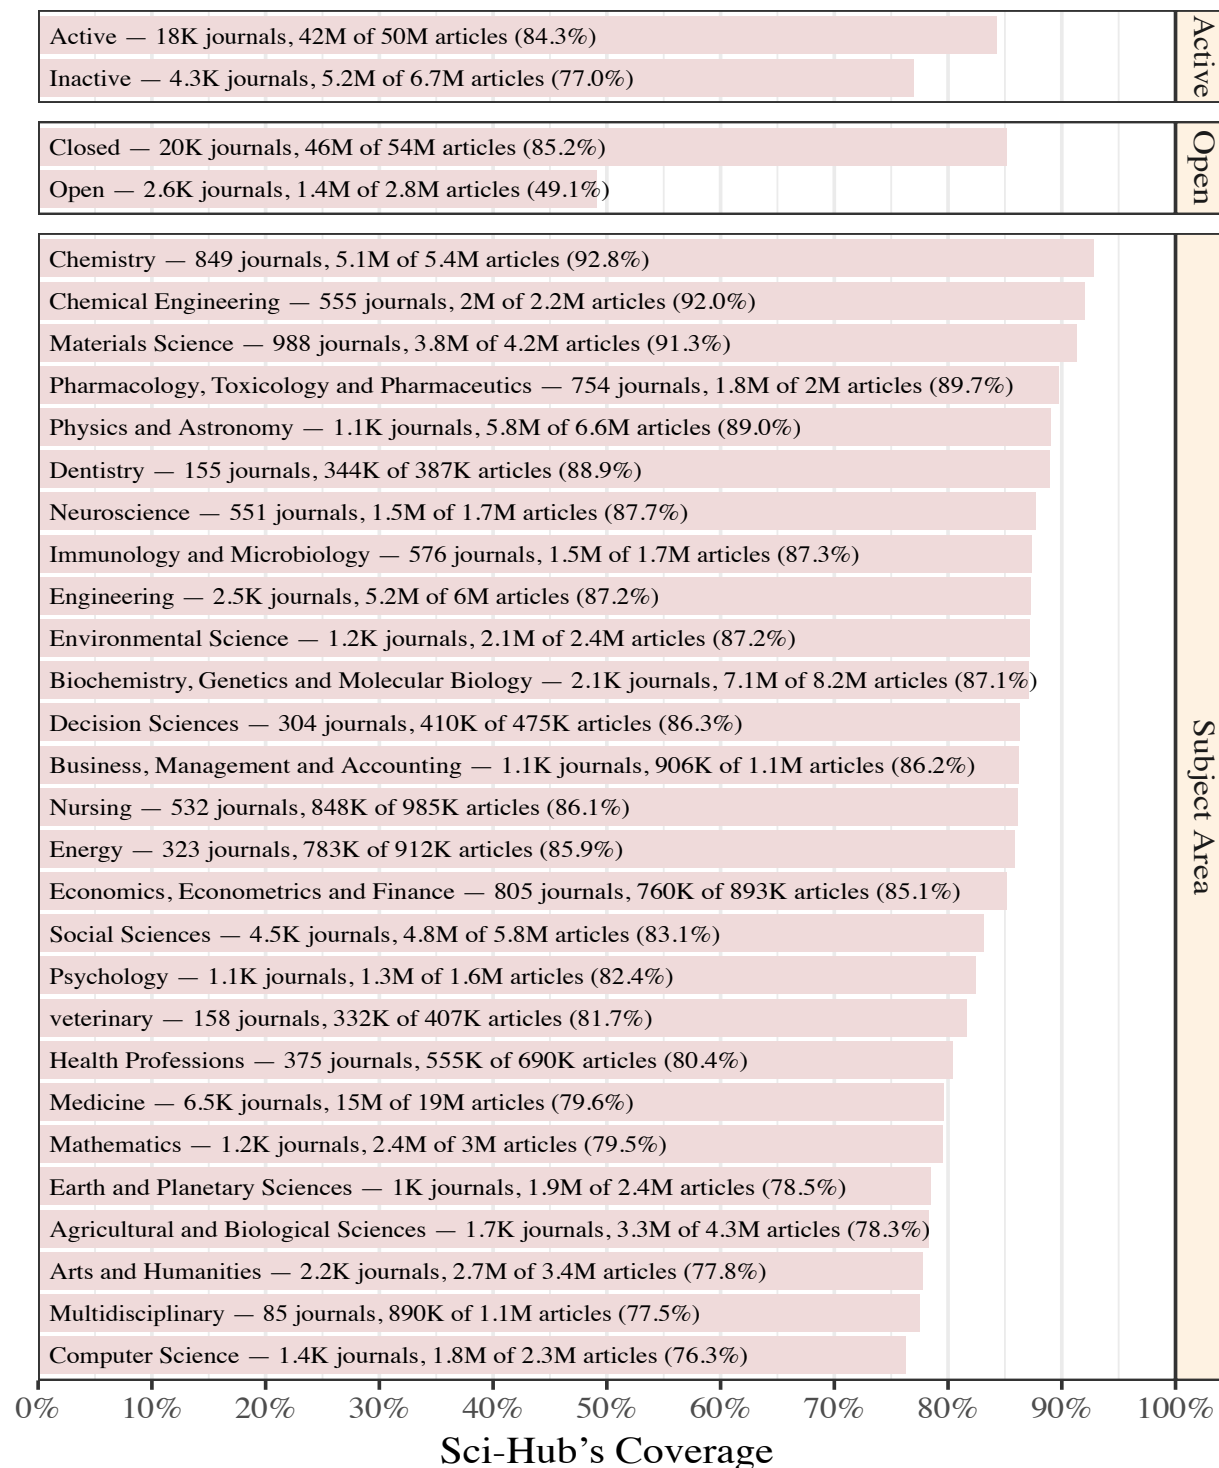 Active — 18K journals, 42M of 50M articles (84.3%)
Inactive — 4.3K journals, 5.2M of 6.7M articles (77.0%)
Active
Closed — 20K journals, 46M of 54M articles (85.2%)
Open — 2.6K journals, 1.4M of 2.8M articles (49.1%)
Open
Chemistry — 849 journals, 5.1M of 5.4M articles (92.8%)
Chemical Engineering — 555 journals, 2M of 2.2M articles (92.0%)
Materials Science — 988 journals, 3.8M of 4.2M articles (91.3%)
Pharmacology, Toxicology and Pharmaceutics — 754 journals, 1.8M of 2M articles (89.7%)
Physics and Astronomy — 1.1K journals, 5.8M of 6.6M articles (89.0%)
Dentistry — 155 journals, 344K of 387K articles (88.9%)
Neuroscience — 551 journals, 1.5M of 1.7M articles (87.7%)
Immunology and Microbiology — 576 journals, 1.5M of 1.7M articles (87.3%)
Engineering — 2.5K journals, 5.2M of 6M articles (87.2%)
Environmental Science — 1.2K journals, 2.1M of 2.4M articles (87.2%)
Biochemistry, Genetics and Molecular Biology — 2.1K journals, 7.1M of 8.2M articles (87.1%)
Decision Sciences — 304 journals, 410K of 475K articles (86.3%)
Business, Management and Accounting — 1.1K journals, 906K of 1.1M articles (86.2%)
Nursing — 532 journals, 848K of 985K articles (86.1%)
Energy — 323 journals, 783K of 912K articles (85.9%)
Economics, Econometrics and Finance — 805 journals, 760K of 893K articles (85.1%)
Social Sciences — 4.5K journals, 4.8M of 5.8M articles (83.1%)
Psychology — 1.1K journals, 1.3M of 1.6M articles (82.4%)
veterinary — 158 journals, 332K of 407K articles (81.7%)
Health Professions — 375 journals, 555K of 690K articles (80.4%)
Medicine — 6.5K journals, 15M of 19M articles (79.6%)
Mathematics — 1.2K journals, 2.4M of 3M articles (79.5%)
Earth and Planetary Sciences — 1K journals, 1.9M of 2.4M articles (78.5%)
Agricultural and Biological Sciences — 1.7K journals, 3.3M of 4.3M articles (78.3%)
Arts and Humanities — 2.2K journals, 2.7M of 3.4M articles (77.8%)
Multidisciplinary — 85 journals, 890K of 1.1M articles (77.5%)
Computer Science — 1.4K journals, 1.8M of 2.3M articles (76.3%)
Subject Area
0% 10% 20% 30% 40% 50% 60% 70% 80% 90% 100%
Sci-Hub’s Coverage